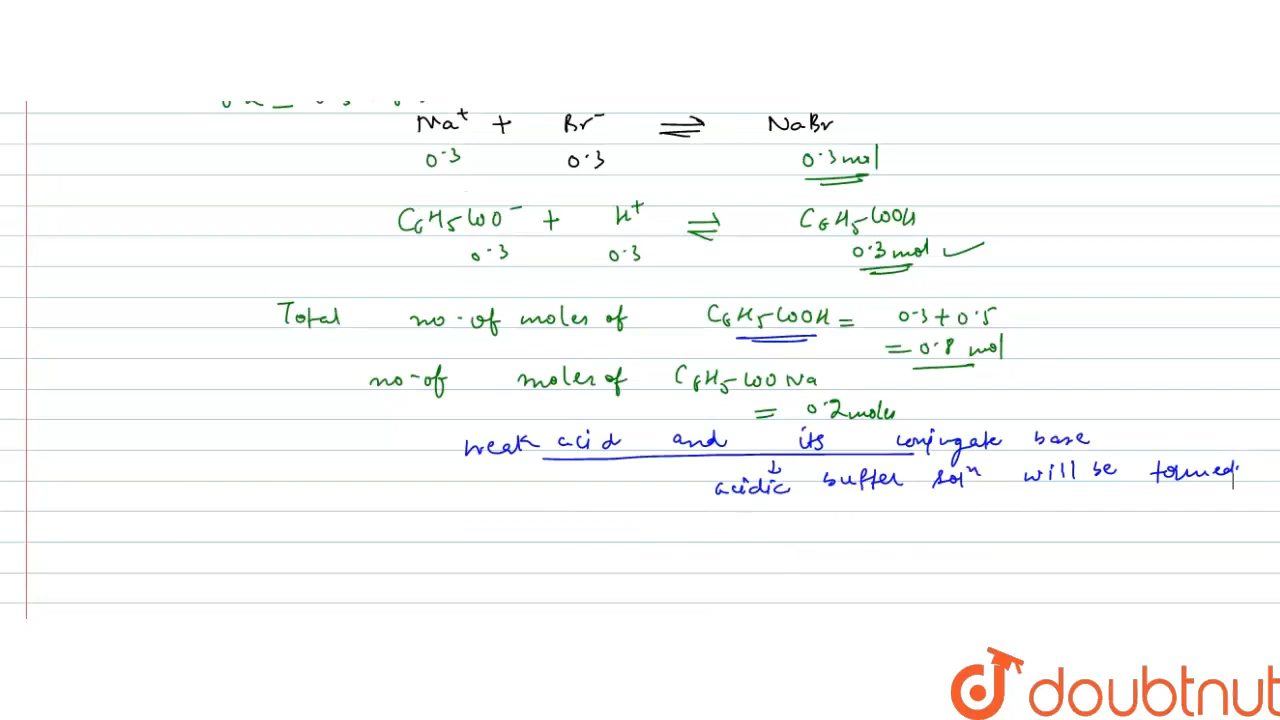 Na⁺ + Br⁻ ⇌ NaBr
0.3 0.3 0.3 mol
C₆H₅COO⁻ + H⁺ ⇌ C₆H₅COOH
0.3 0.3 0.3 mol ✓
Total no. of moles of C₆H₅COOH = 0.3 + 0.5
= 0.8 mol
no. of moles of C₆H₅COONa
= 0.2 moles
weak acid and its conjugate base
↓
acidic buffer solⁿ will be formed.
doubtnut